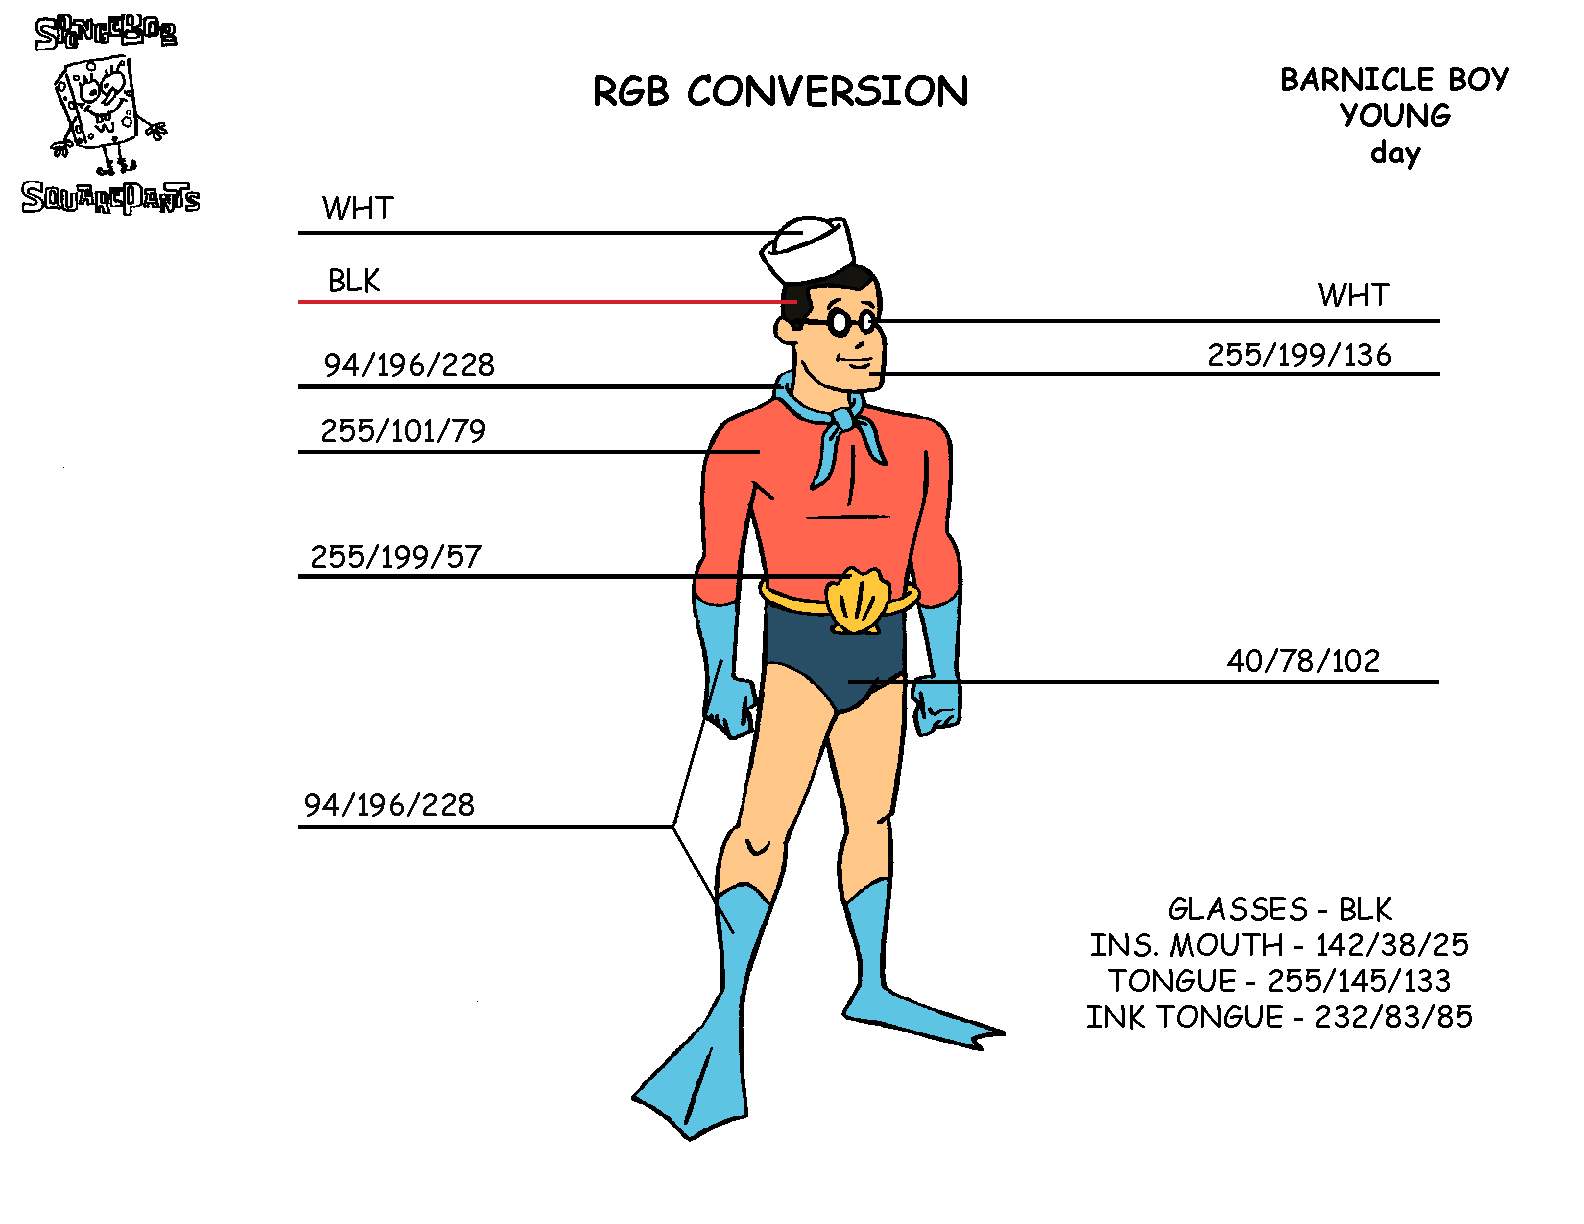 SPONGEBOB
SQUAREPANTS
RGB CONVERSION
BARNICLE BOY
YOUNG
day
WHT
BLK
94/196/228
255/101/79
255/199/57
94/196/228
WHT
255/199/136
40/78/102
GLASSES - BLK
INS. MOUTH - 142/38/25
TONGUE - 255/145/133
INK TONGUE - 232/83/85